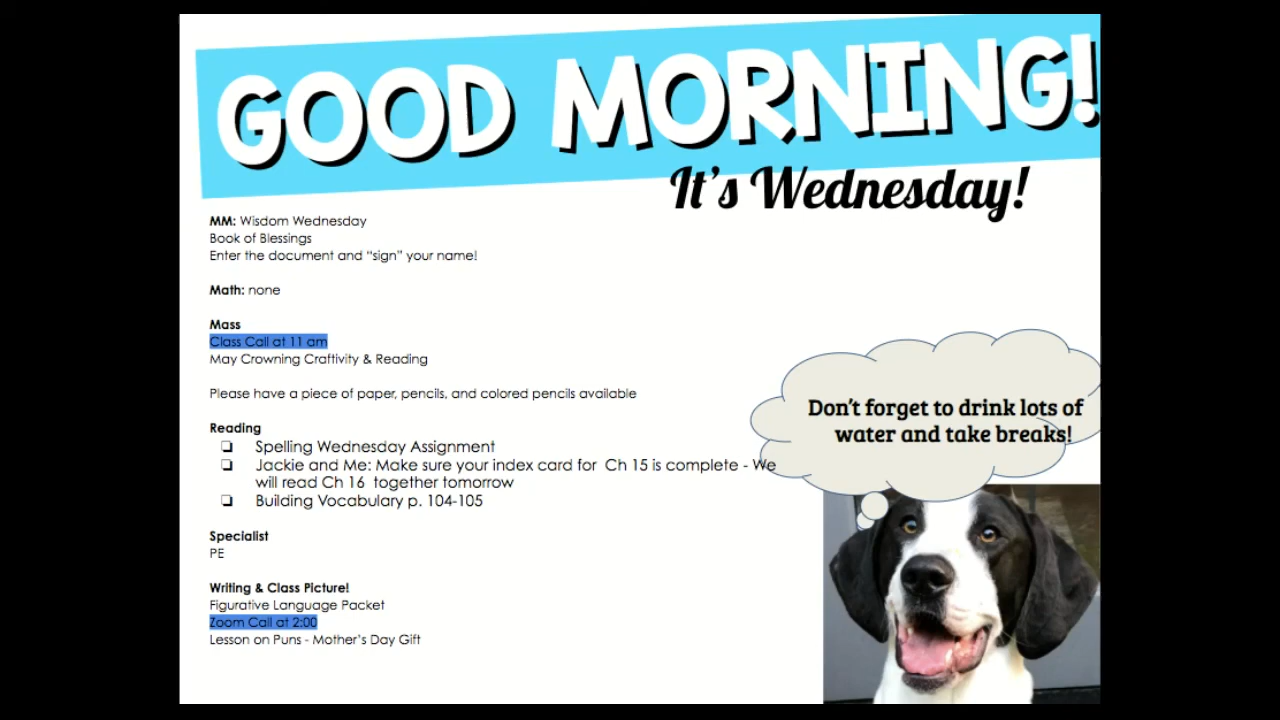 GOOD MORNING!
It's Wednesday!
MM: Wisdom Wednesday
Book of Blessings
Enter the document and “sign” your name!
Math: none
Mass
Class Call at 11 am
May Crowning Craftivity & Reading
Please have a piece of paper, pencils, and colored pencils available
Reading
❏ Spelling Wednesday Assignment
❏ Jackie and Me: Make sure your index card for Ch 15 is complete - We
will read Ch 16 together tomorrow
❏ Building Vocabulary p. 104-105
Specialist
PE
Writing & Class Picture!
Figurative Language Packet
Zoom Call at 2:00
Lesson on Puns - Mother’s Day Gift
Don’t forget to drink lots of
water and take breaks!